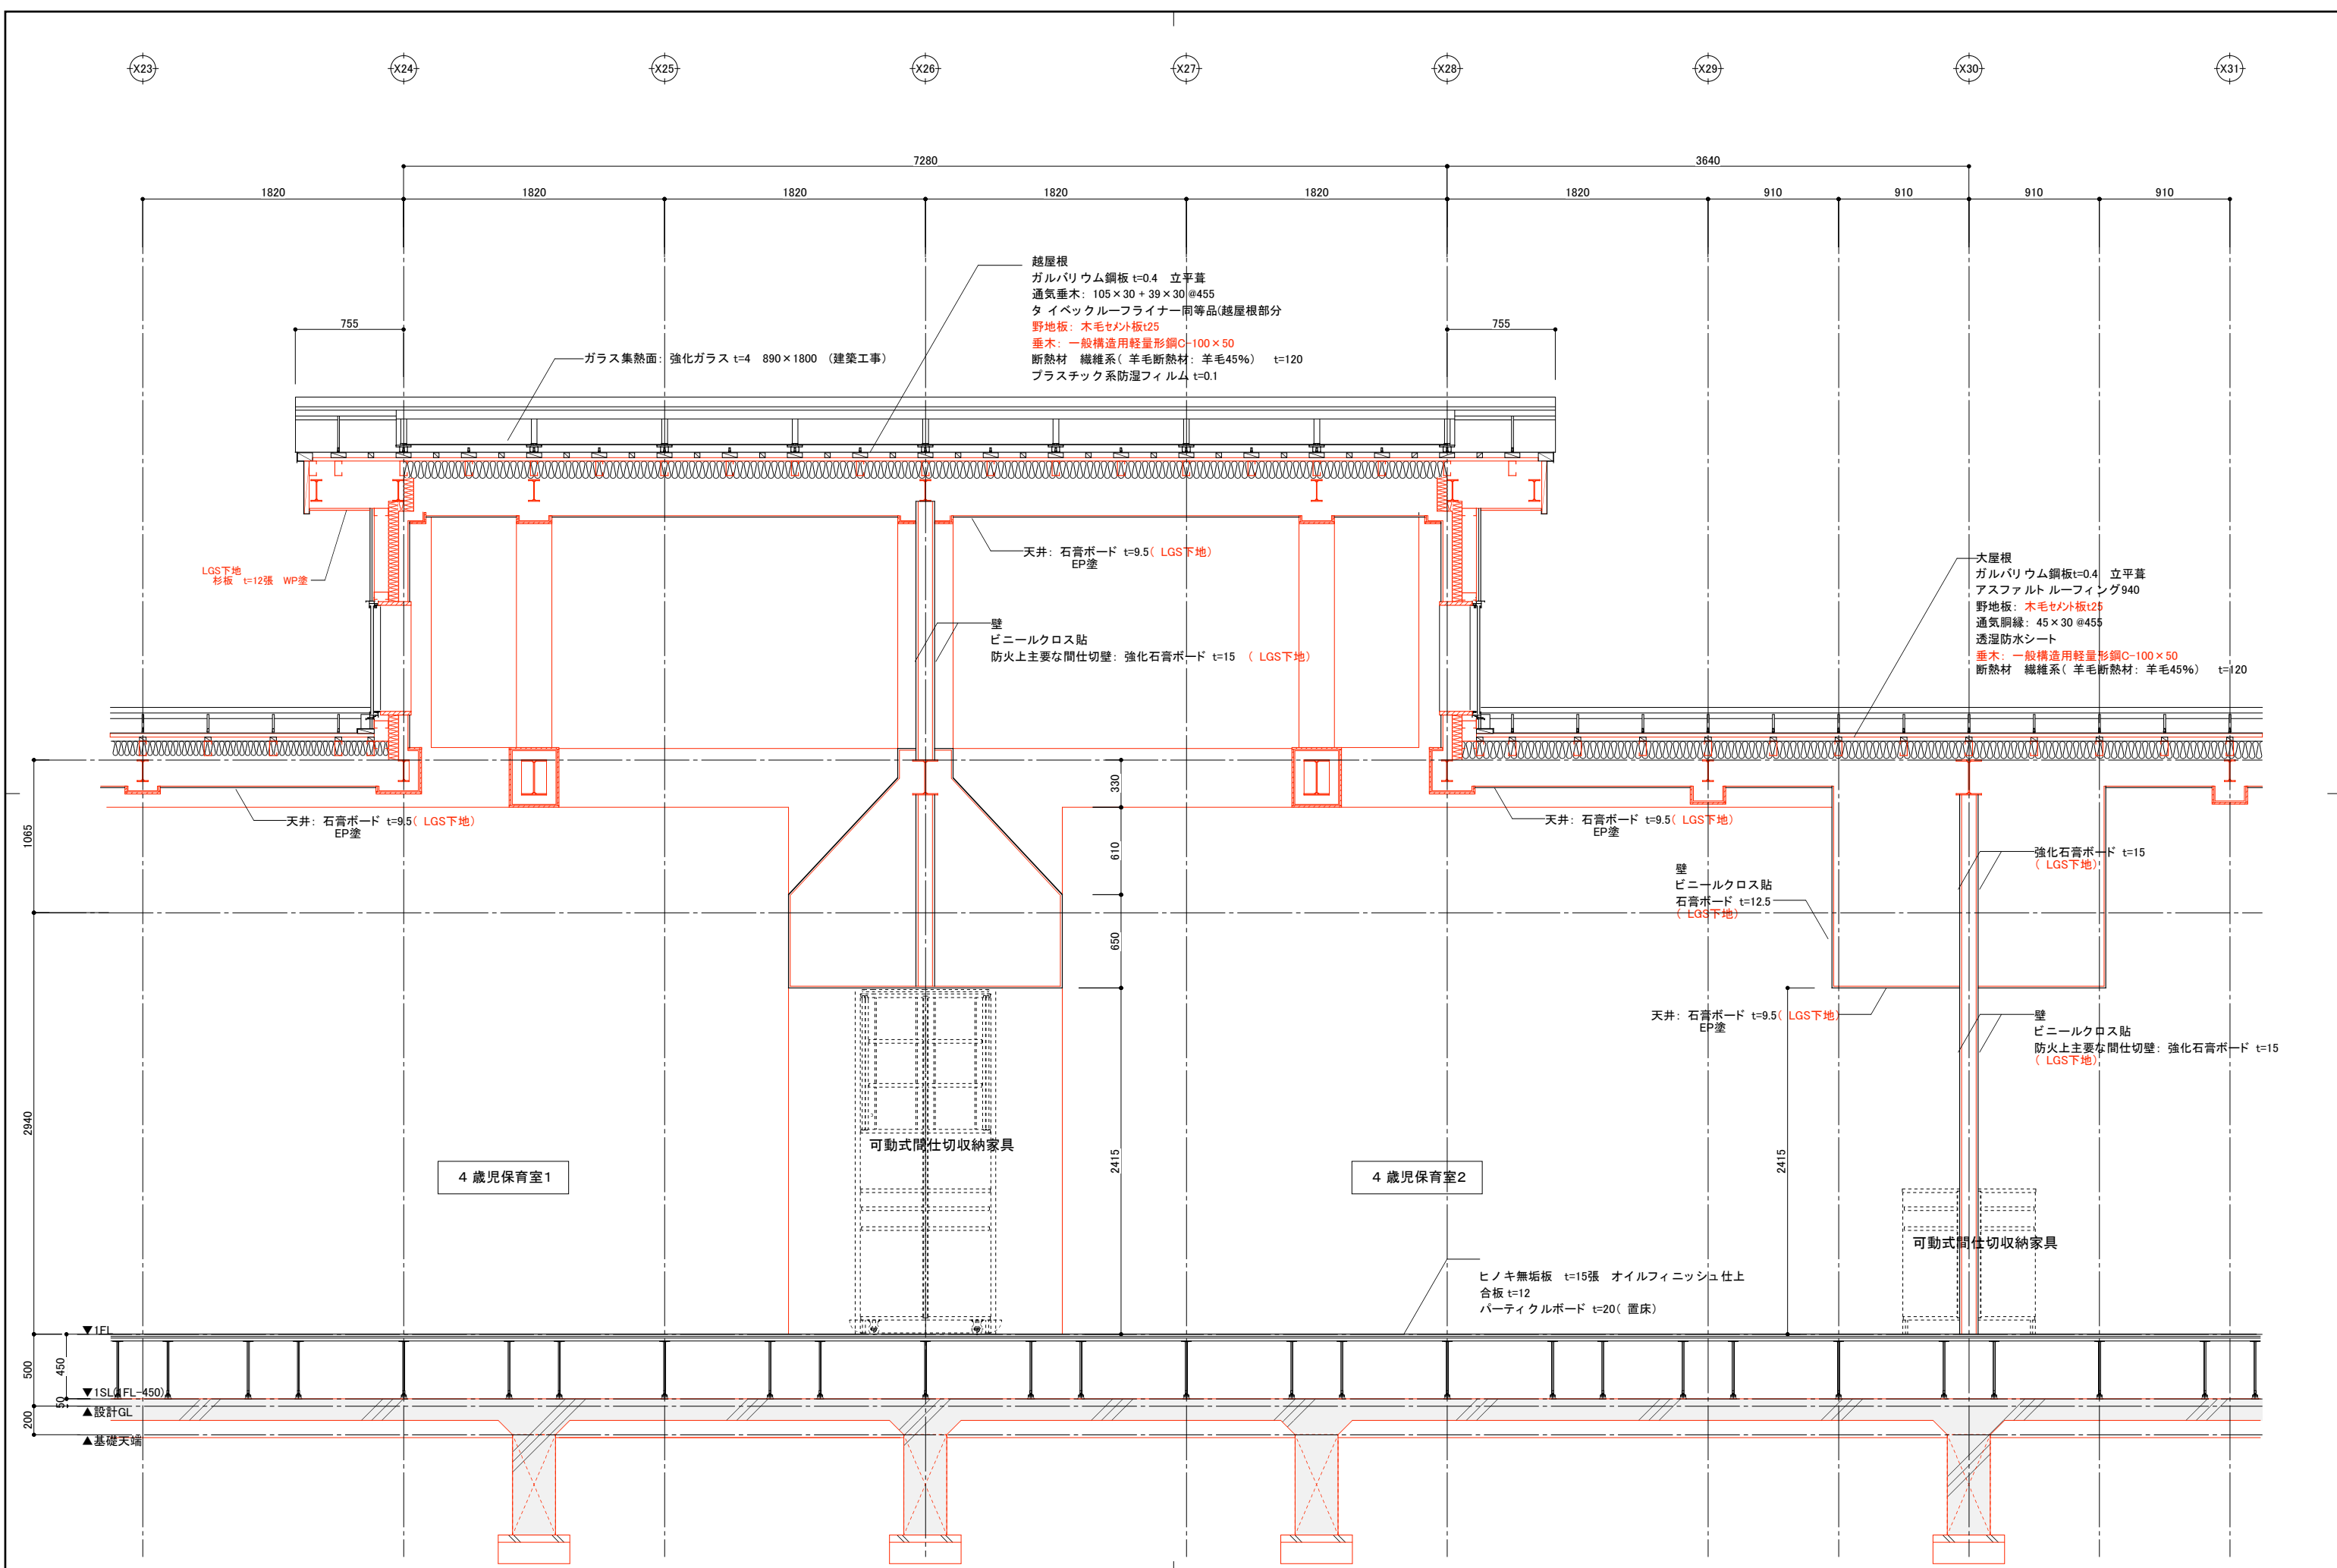 X23 X24 X25 X26 X27 X28 X29 X30 X31
7280 3640
1820 1820 1820 1820 1820 1820 910 910 910 910
755
755
越屋根
ガルバリウム鋼板 t=0.4 立平葺
通気垂木: 105×30 + 39×30 @455
タイベックルーフライナー同等品(越屋根部分
野地板: 木毛セメント板t25
垂木: 一般構造用軽量形鋼C-100×50
断熱材 繊維系( 羊毛断熱材: 羊毛45%) t=120
プラスチック系防湿フィルム t=0.1
ガラス集熱面: 強化ガラス t=4 890×1800 (建築工事)
LGS下地
杉板 t=12張 WP塗
天井: 石膏ボード t=9.5( LGS下地)
EP塗
壁
ビニールクロス貼
防火上主要な間仕切壁: 強化石膏ボード t=15 ( LGS下地)
大屋根
ガルバリウム鋼板t=0.4 立平葺
アスファルトルーフィング940
野地板: 木毛セメント板t25
通気胴縁: 45×30 @455
透湿防水シート
垂木: 一般構造用軽量形鋼C-100×50
断熱材 繊維系( 羊毛断熱材: 羊毛45%) t=120
天井: 石膏ボード t=9.5( LGS下地)
EP塗
天井: 石膏ボード t=9.5( LGS下地)
EP塗
330
610
650
2415
1065
2940
強化石膏ボード t=15
( LGS下地)
壁
ビニールクロス貼
石膏ボード t=12.5
( LGS下地)
天井: 石膏ボード t=9.5( LGS下地)
EP塗
壁
ビニールクロス貼
防火上主要な間仕切壁: 強化石膏ボード t=15
( LGS下地)
2415
可動式間仕切収納家具
4 歳児保育室1
4 歳児保育室2
可動式間仕切収納家具
ヒノキ無垢板 t=15張 オイルフィニッシュ仕上
合板 t=12
パーティクルボード t=20( 置床)
▼1FL
500
450
▼1SL(1FL-450)
50
▲設計GL
200
▲基礎天端